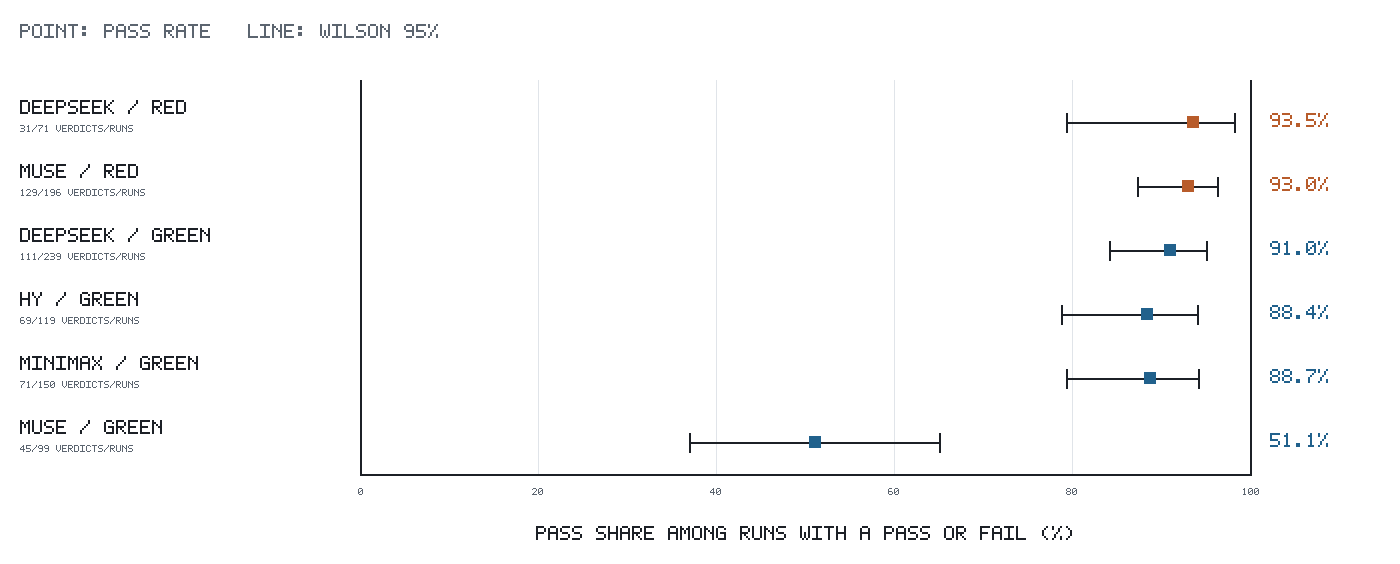 POINT: PASS RATE LINE: WILSON 95%
DEEPSEEK / RED
31/71 VERDICTS/RUNS
93.5%
MUSE / RED
129/196 VERDICTS/RUNS
93.0%
DEEPSEEK / GREEN
111/239 VERDICTS/RUNS
91.0%
HY / GREEN
69/119 VERDICTS/RUNS
88.4%
MINIMAX / GREEN
71/150 VERDICTS/RUNS
88.7%
MUSE / GREEN
45/99 VERDICTS/RUNS
51.1%
0 20 40 60 80 100
PASS SHARE AMONG RUNS WITH A PASS OR FAIL (%)